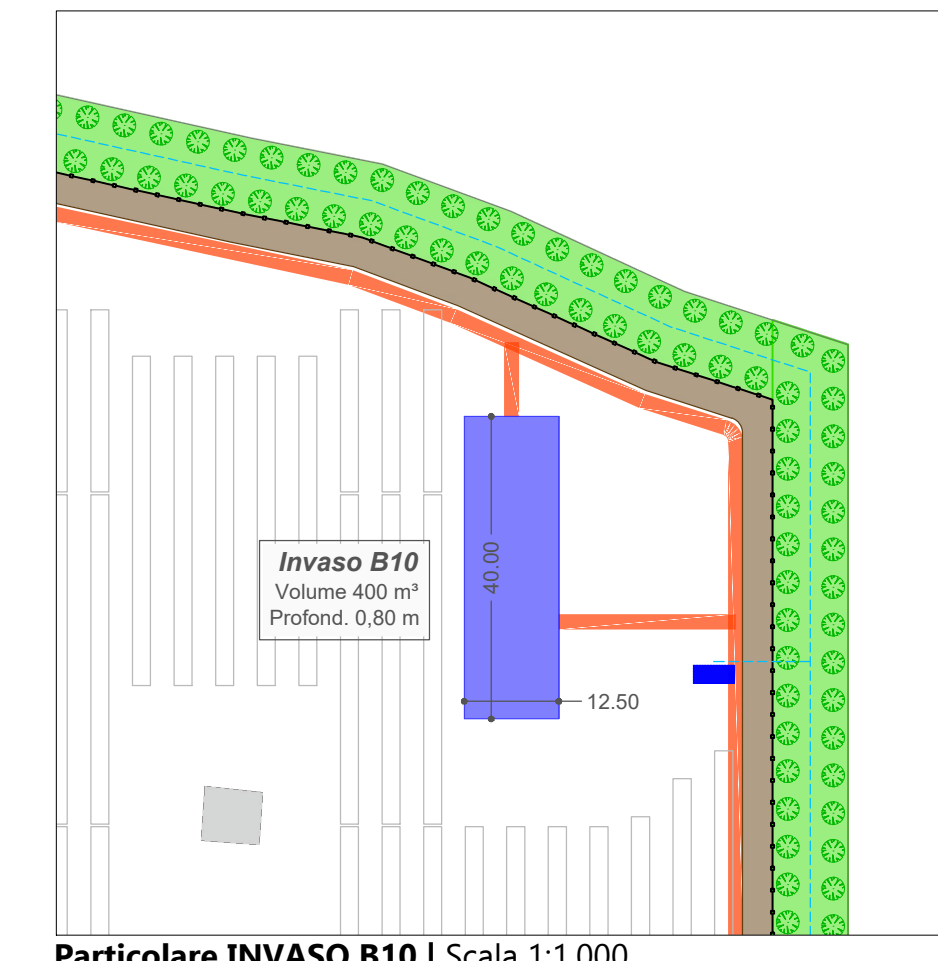 Invaso B10
Volume 400 m³
Profond. 0,80 m
40.00
12.50
Particolare INVASO B10 | Scala 1:1.000